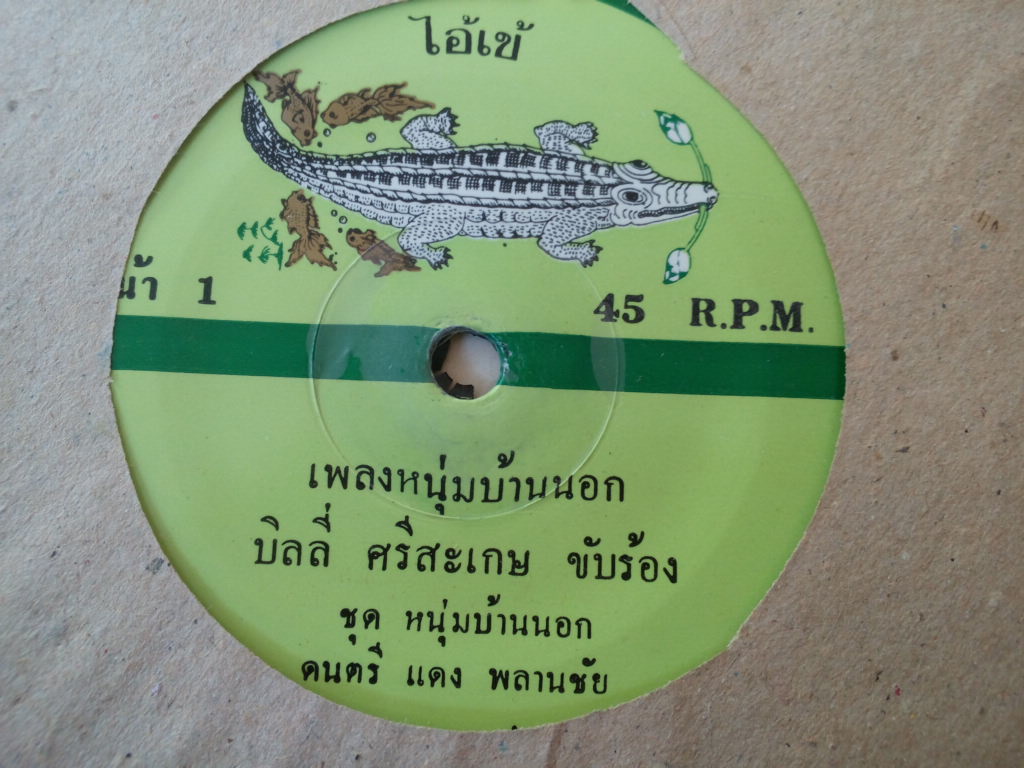 ไอ้เข้
น้า 1 45 R.P.M.
เพลงหนุ่มบ้านนอก
บิลลี่ ศรีสะเกษ ขับร้อง
ชุด หนุ่มบ้านนอก
ดนตรี แดง พลานชัย